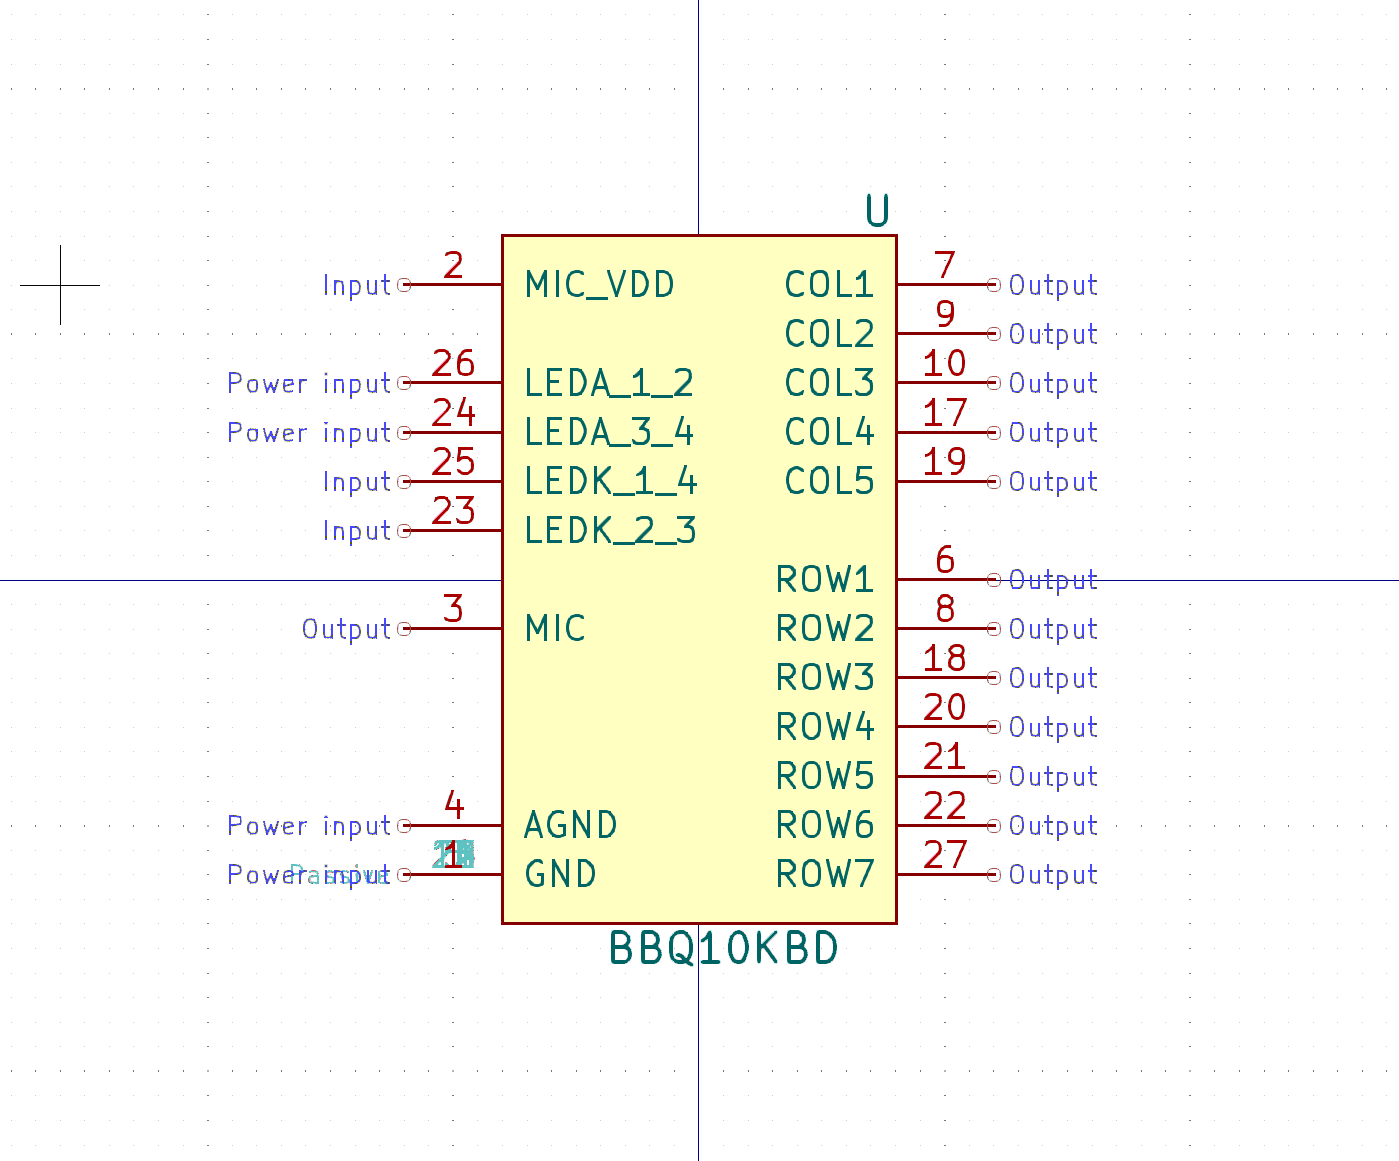 U
Input 2 MIC_VDD COL1 7 Output
COL2 9 Output
Power input 26 LEDA_1_2 COL3 10 Output
Power input 24 LEDA_3_4 COL4 17 Output
Input 25 LEDK_1_4 COL5 19 Output
Input 23 LEDK_2_3
ROW1 6 Output
Output 3 MIC ROW2 8 Output
ROW3 18 Output
ROW4 20 Output
ROW5 21 Output
Power input 4 AGND ROW6 22 Output
Power input Passive 1 GND ROW7 27 Output
BBQ10KBD